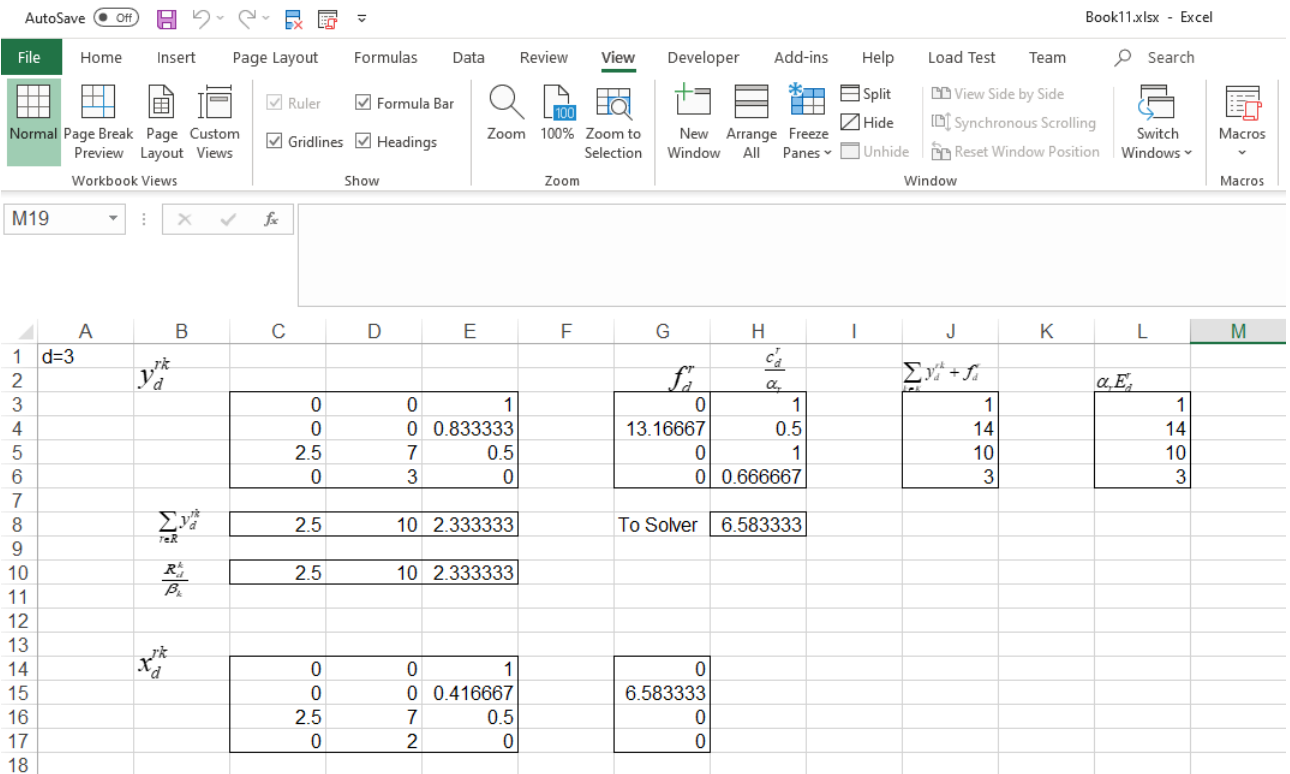 AutoSave Off Book11.xlsx - Excel
File Home Insert Page Layout Formulas Data Review View Developer Add-ins Help Load Test Team Search
Ruler Formula Bar 100 Split View Side by Side
Normal Page Break Page Custom Zoom 100% Zoom to New Arrange Freeze Hide Synchronous Scrolling Switch Macros
Gridlines Headings
Preview Layout Views Selection Window All Panes Unhide Reset Window Position Windows
Workbook Views Show Zoom Window Macros
M19 fx
A B C D E F G H I J K L M
1 d=3
2 y_d^{rk} f_d^r c_d^r/α_r ∑_{k∈K} y_d^{rk} + f_d^r α_r E_d^r
3 0 0 1 0 1 1 1
4 0 0 0.833333 13.16667 0.5 14 14
5 2.5 7 0.5 0 1 10 10
6 0 3 0 0 0.666667 3 3
7
8 ∑_{r∈R} y_d^{rk} 2.5 10 2.333333 To Solver 6.583333
9
10 R_d^k/β_k 2.5 10 2.333333
11
12
13
14 x_d^{rk} 0 0 1 0
15 0 0 0.416667 6.583333
16 2.5 7 0.5 0
17 0 2 0 0
18